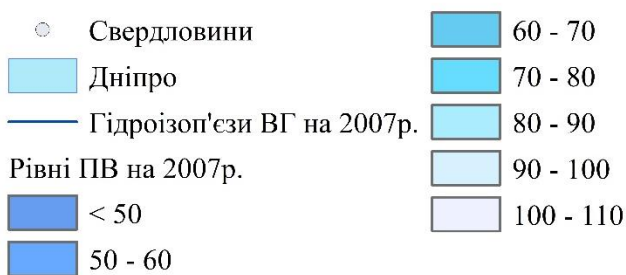 Свердловини
Дніпро
Гідроізоп'єзи ВГ на 2007р.
Рівні ПВ на 2007р.
< 50
50 - 60
60 - 70
70 - 80
80 - 90
90 - 100
100 - 110